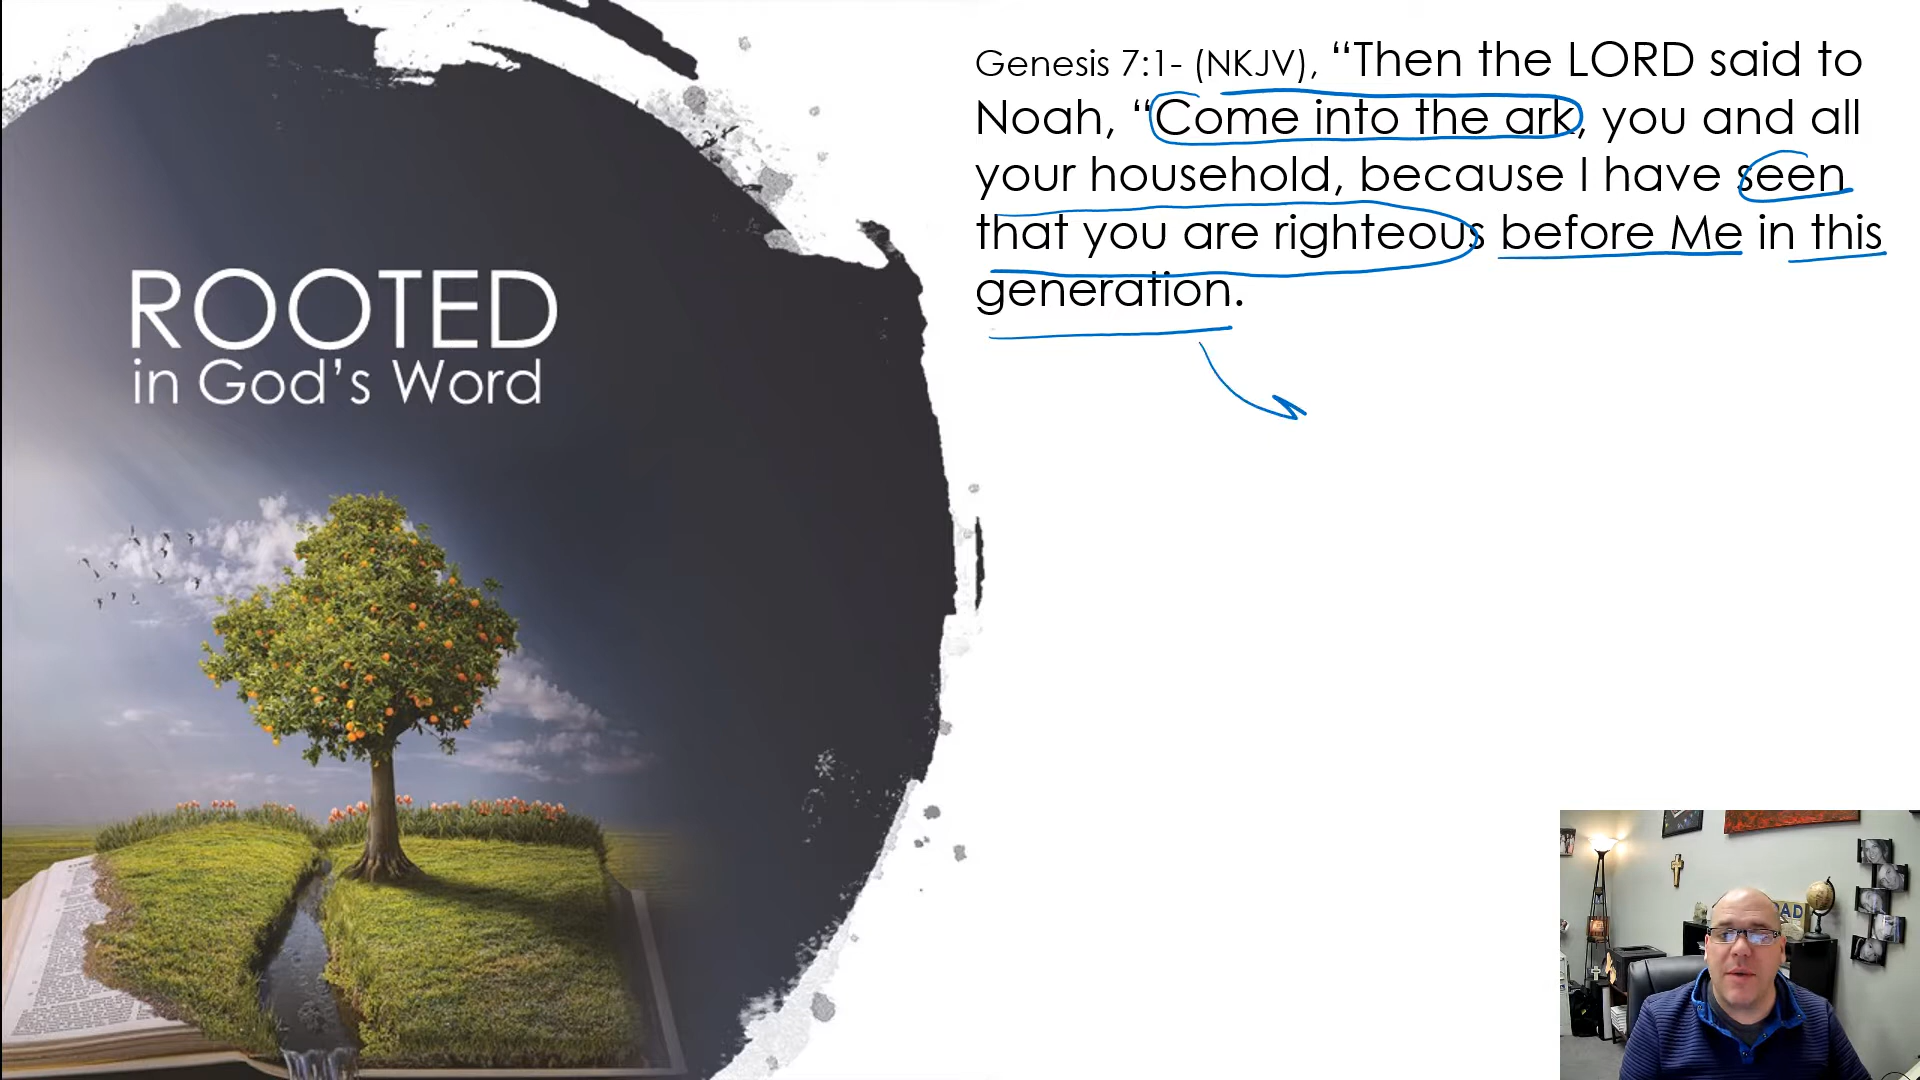 ROOTED
in God’s Word
Genesis 7:1- (NKJV), “Then the LORD said to
Noah, “Come into the ark, you and all
your household, because I have seen
that you are righteous before Me in this
generation.